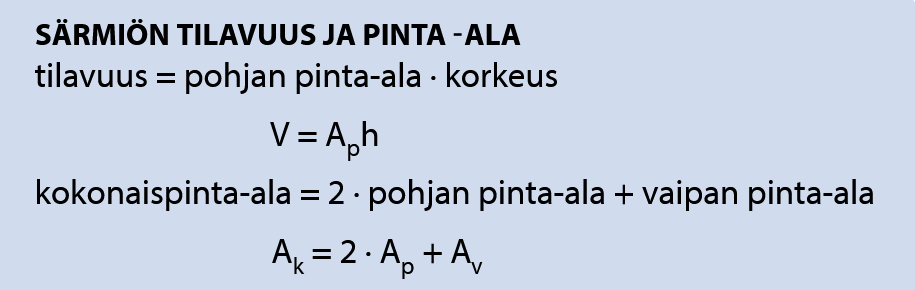 SÄRMIÖN TILAVUUS JA PINTA -ALA
tilavuus = pohjan pinta-ala · korkeus
V = Aₚh
kokonaispinta-ala = 2 · pohjan pinta-ala + vaipan pinta-ala
Aₖ = 2 · Aₚ + Aᵥ